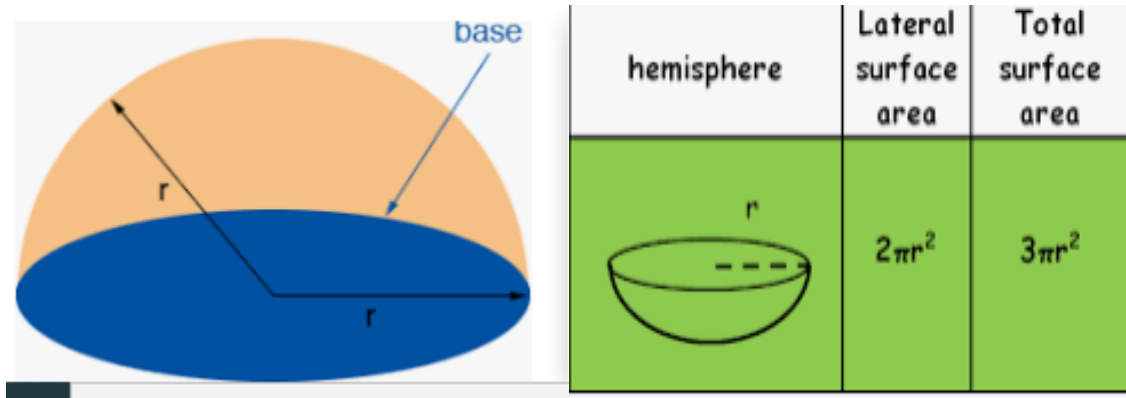 base
r
r
hemisphere
Lateral
surface
area
Total
surface
area
r
2πr²
3πr²